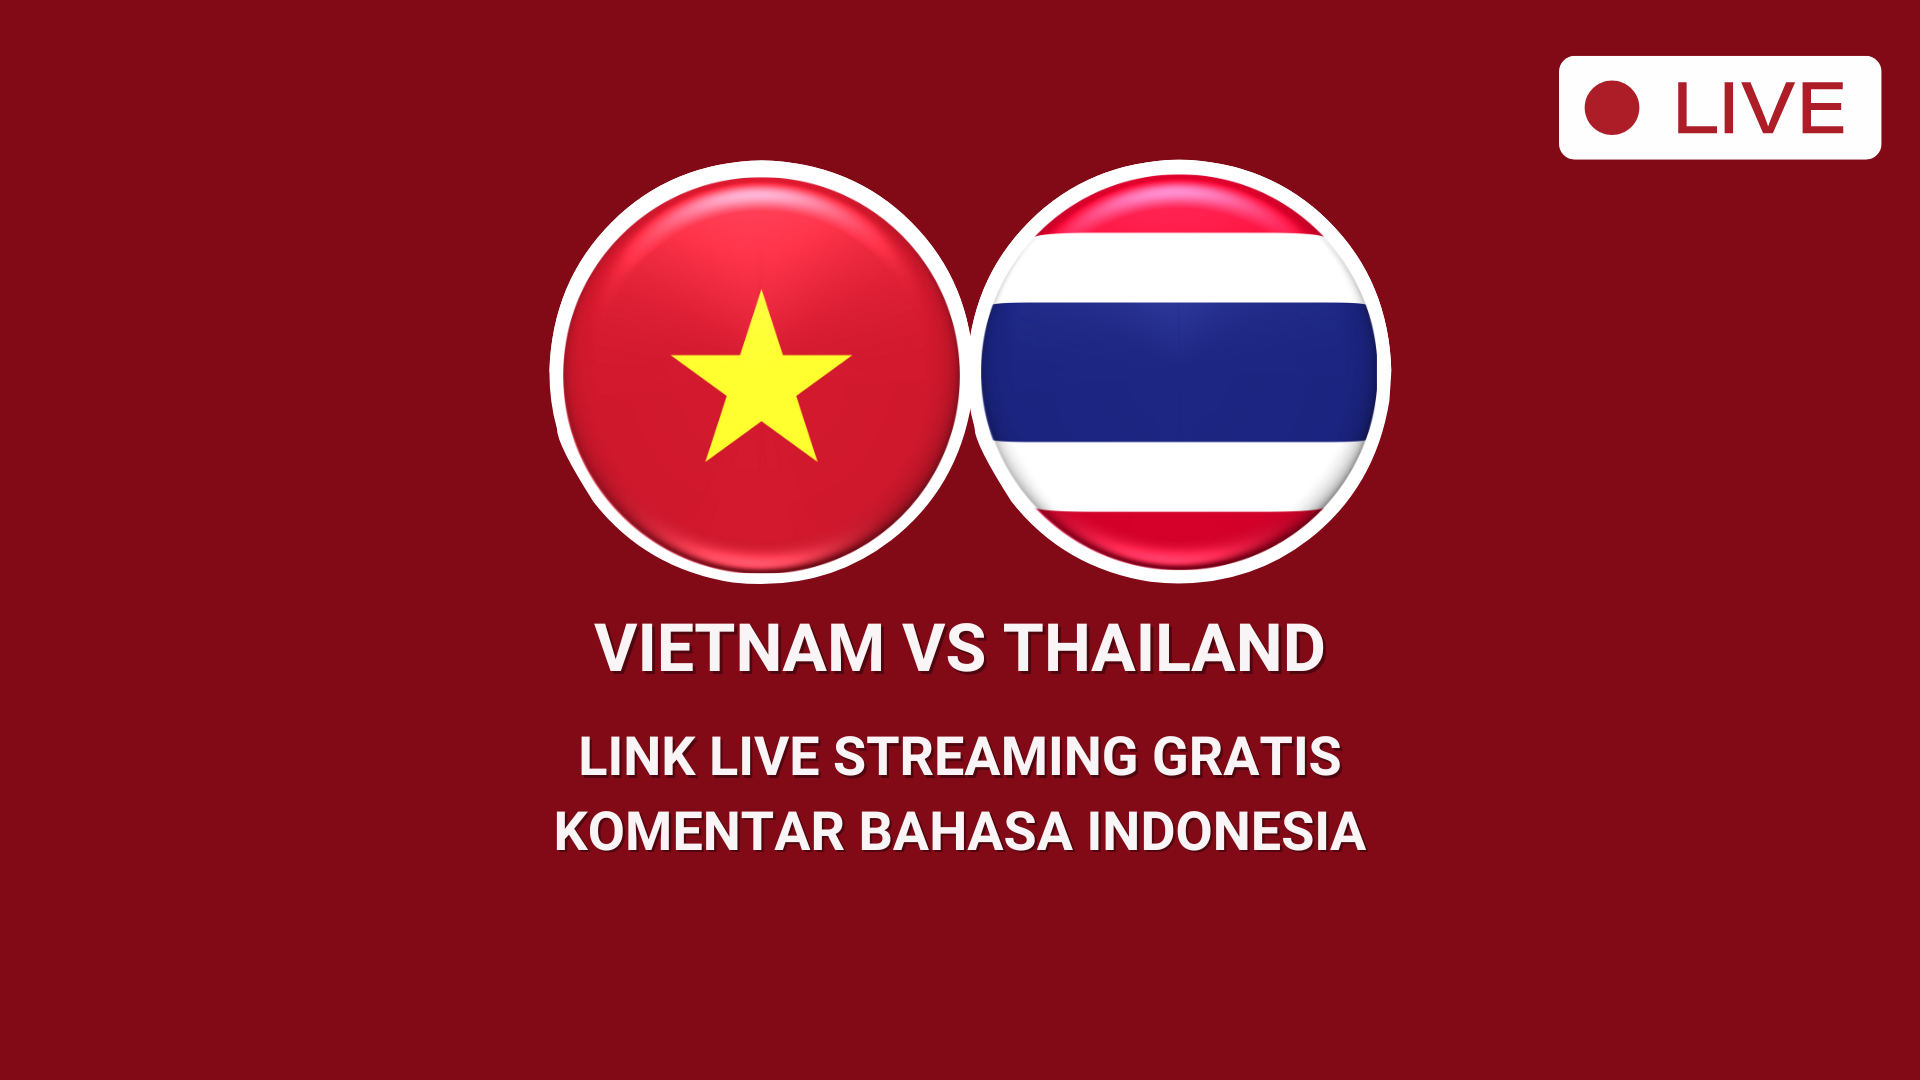 LIVE
VIETNAM VS THAILAND
LINK LIVE STREAMING GRATIS
KOMENTAR BAHASA INDONESIA